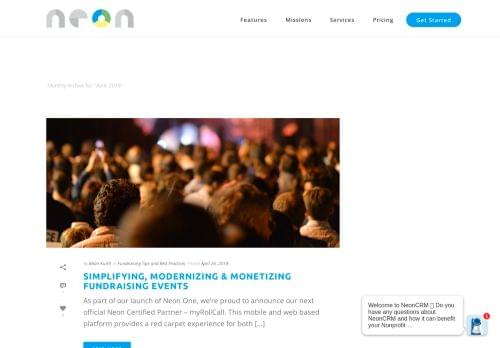 neon
Features Missions Services Pricing Get Started
Monthly Archive for: "April, 2018"
by Brian Kurth in Fundraising Tips and Best Practices Posted April 26, 2018
SIMPLIFYING, MODERNIZING & MONETIZING
FUNDRAISING EVENTS
As part of our launch of Neon One, we're proud to announce our next
official Neon Certified Partner – myRollCall. This mobile and web based
platform provides a red carpet experience for both [...]
Welcome to NeonCRM Do you
have any questions about
NeonCRM and how it can benefit
your Nonprofit ...
1